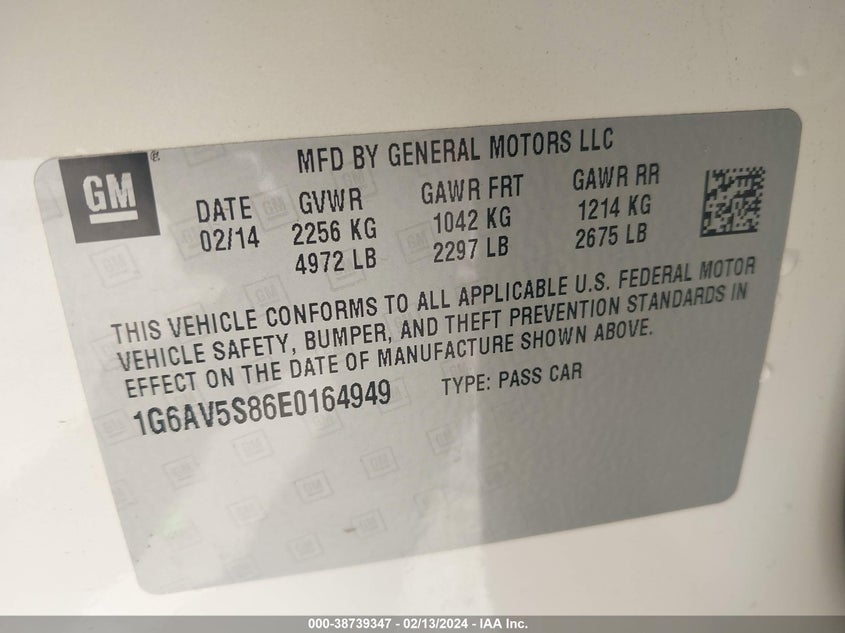 GM ®
MFD BY GENERAL MOTORS LLC
DATE GVWR GAWR FRT GAWR RR
02/14 2256 KG 1042 KG 1214 KG
4972 LB 2297 LB 2675 LB
THIS VEHICLE CONFORMS TO ALL APPLICABLE U.S. FEDERAL MOTOR
VEHICLE SAFETY, BUMPER, AND THEFT PREVENTION STANDARDS IN
EFFECT ON THE DATE OF MANUFACTURE SHOWN ABOVE.
1G6AV5S86E0164949 TYPE: PASS CAR
000-38739347 - 02/13/2024 - IAA Inc.